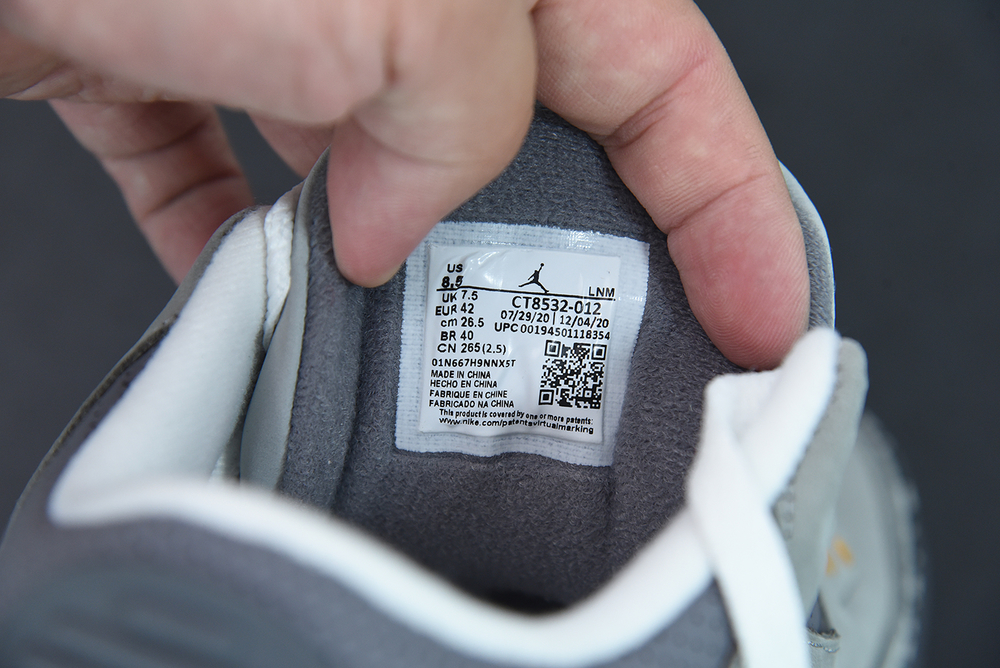 US
8.5
LNM
UK 7.5
CT8532-012
EUR 42
07/29/20 | 12/04/20
cm 26.5
UPC 00194501118354
BR 40
CN 265(2.5)
01N667H9NNX5T
MADE IN CHINA
HECHO EN CHINA
FABRIQUE EN CHINE
FABRICADO NA CHINA
This product is covered by one or more patents:
www.nike.com/patentsvirtualmarking